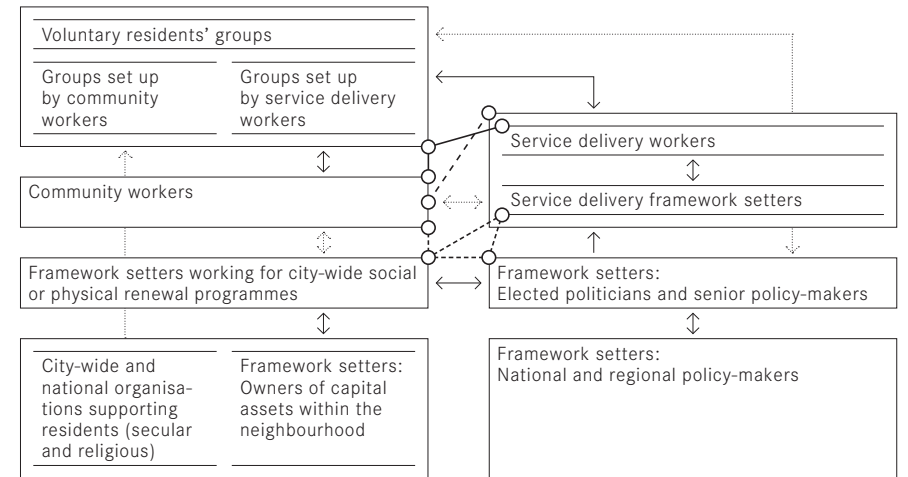 Voluntary residents’ groups
Groups set up
by community
workers
Groups set up
by service delivery
workers
Service delivery workers
Service delivery framework setters
Community workers
Framework setters working for city-wide social
or physical renewal programmes
Framework setters:
Elected politicians and senior policy-makers
City-wide and
national organisa-
tions supporting
residents (secular
and religious)
Framework setters:
Owners of capital
assets within the
neighbourhood
Framework setters:
National and regional policy-makers